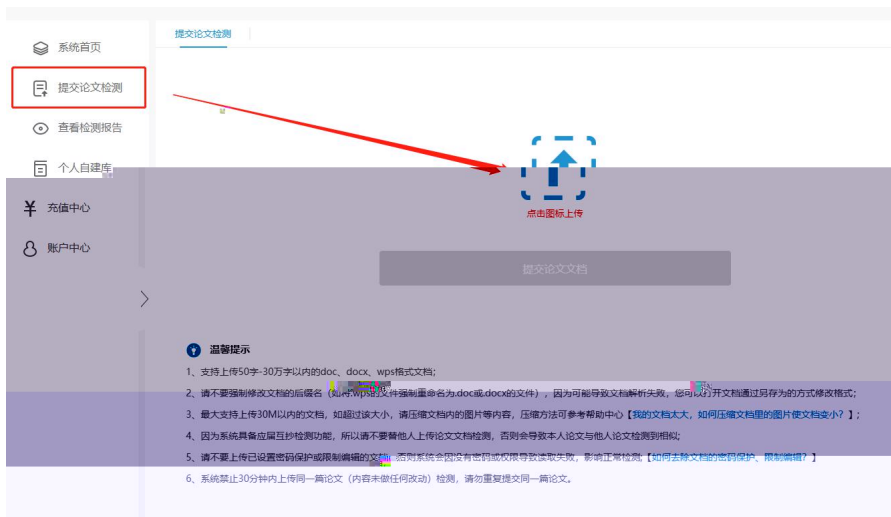 提交论文检测
系统首页
提交论文检测
查看检测报告
个人自建库
充值中心
账户中心
点击图标上传
提交论文文档
温馨提示
1、支持上传50字-30万字以内的doc、docx、wps格式文档;
2、请不要强制修改文档的后缀名（如将.wps的文件强制重命名为.doc或.docx的文件），因为可能导致文档解析失败，您可以打开文档通过另存为的方式修改格式;
3、最大支持上传30M以内的文档，如超过该大小，请压缩文档内的图片等内容，压缩方法可参考帮助中心【我的文档太大，如何压缩文档里的图片使文档变小？】;
4、因为系统具备应届互抄检测功能，所以请不要替他人上传论文文档检测，否则会导致本人论文与他人论文检测到相似;
5、请不要上传已设置密码保护或限制编辑的文档，否则系统会因没有密码或权限导致读取失败，影响正常检测;【如何去除文档的密码保护、限制编辑？】
6、系统禁止30分钟内上传同一篇论文（内容未做任何改动）检测，请勿重复提交同一篇论文。